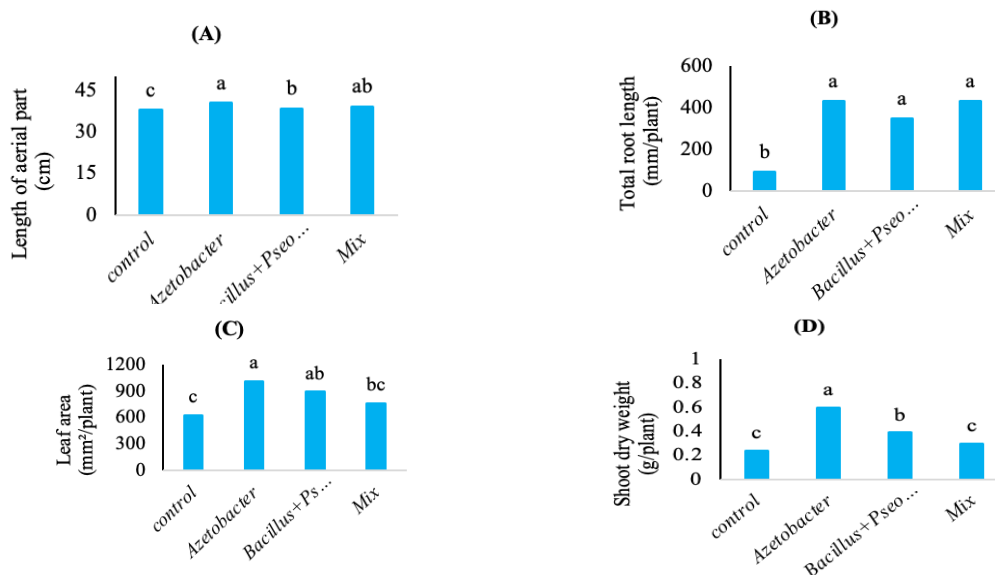 (A)
Length of aerial part
(cm)
45
30
15
0
c
a
b
ab
control
Azetobacter
cillus+Pseo...
Mix
(B)
Total root length
(mm/plant)
600
400
200
0
b
a
a
a
control
Azetobacter
Bacillus+Pseo...
Mix
(C)
Leaf area
(mm²/plant)
1200
900
600
300
0
c
a
ab
bc
control
Azetobacter
Bacillus+Ps...
Mix
(D)
Shoot dry weight
(g/plant)
1
0.8
0.6
0.4
0.2
0
c
a
b
c
control
Azetobacter
Bacillus+Pseo...
Mix